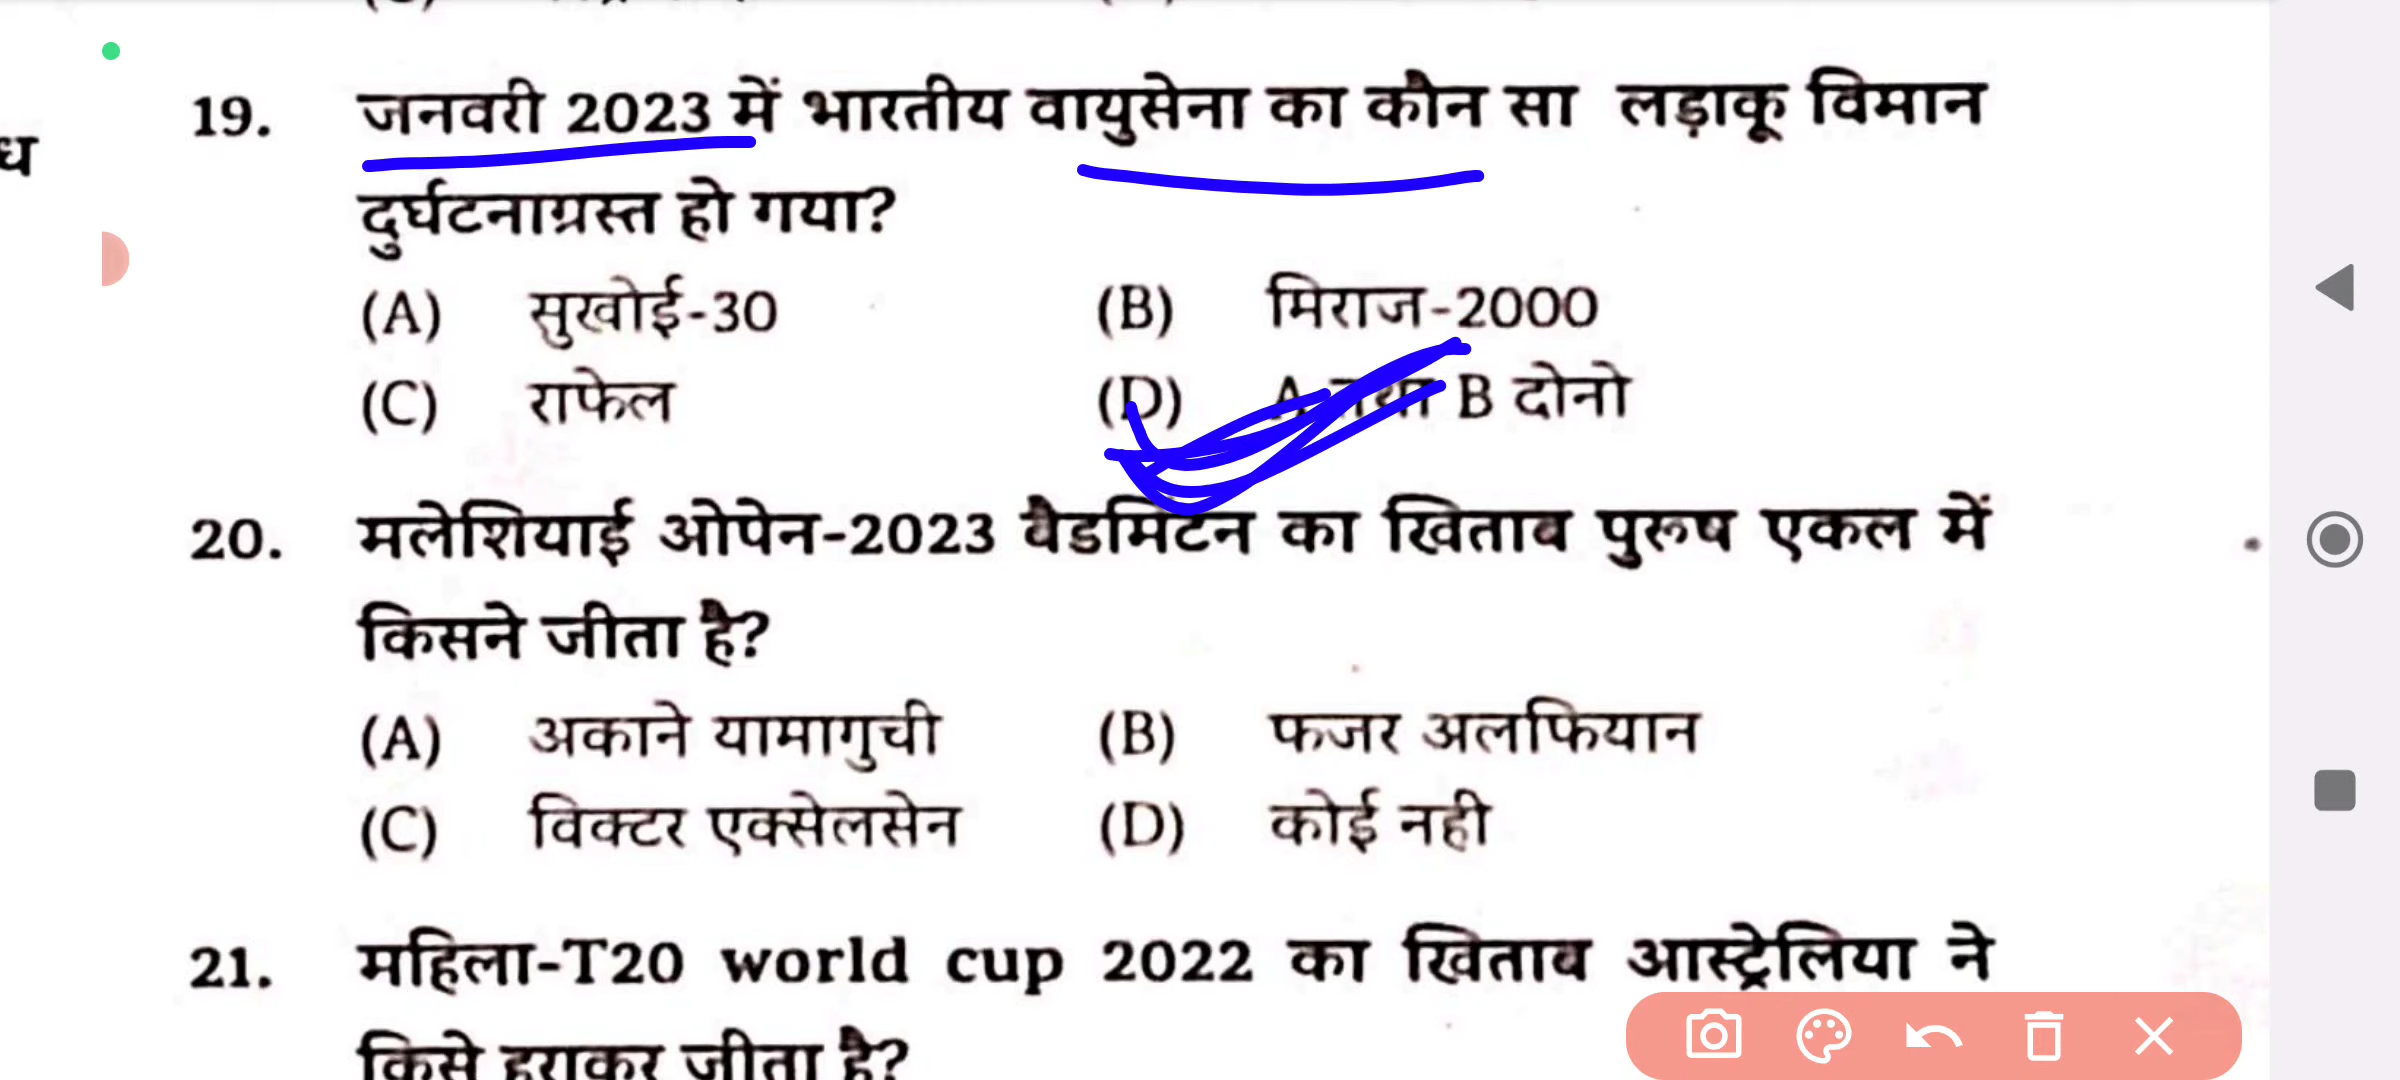 ध
19. जनवरी 2023 में भारतीय वायुसेना का कौन सा लड़ाकू विमान
दुर्घटनाग्रस्त हो गया?
(A) सुखोई-30 (B) मिराज-2000
(C) राफेल (D) A तथा B दोनो
20. मलेशियाई ओपेन-2023 बैडमिंटन का खिताब पुरुष एकल में
किसने जीता है?
(A) अकाने यामागुची (B) फजर अलफियान
(C) विक्टर एक्सेलसेन (D) कोई नही
21. महिला-T20 world cup 2022 का खिताब आस्ट्रेलिया ने
किसे हराकर जीता है?